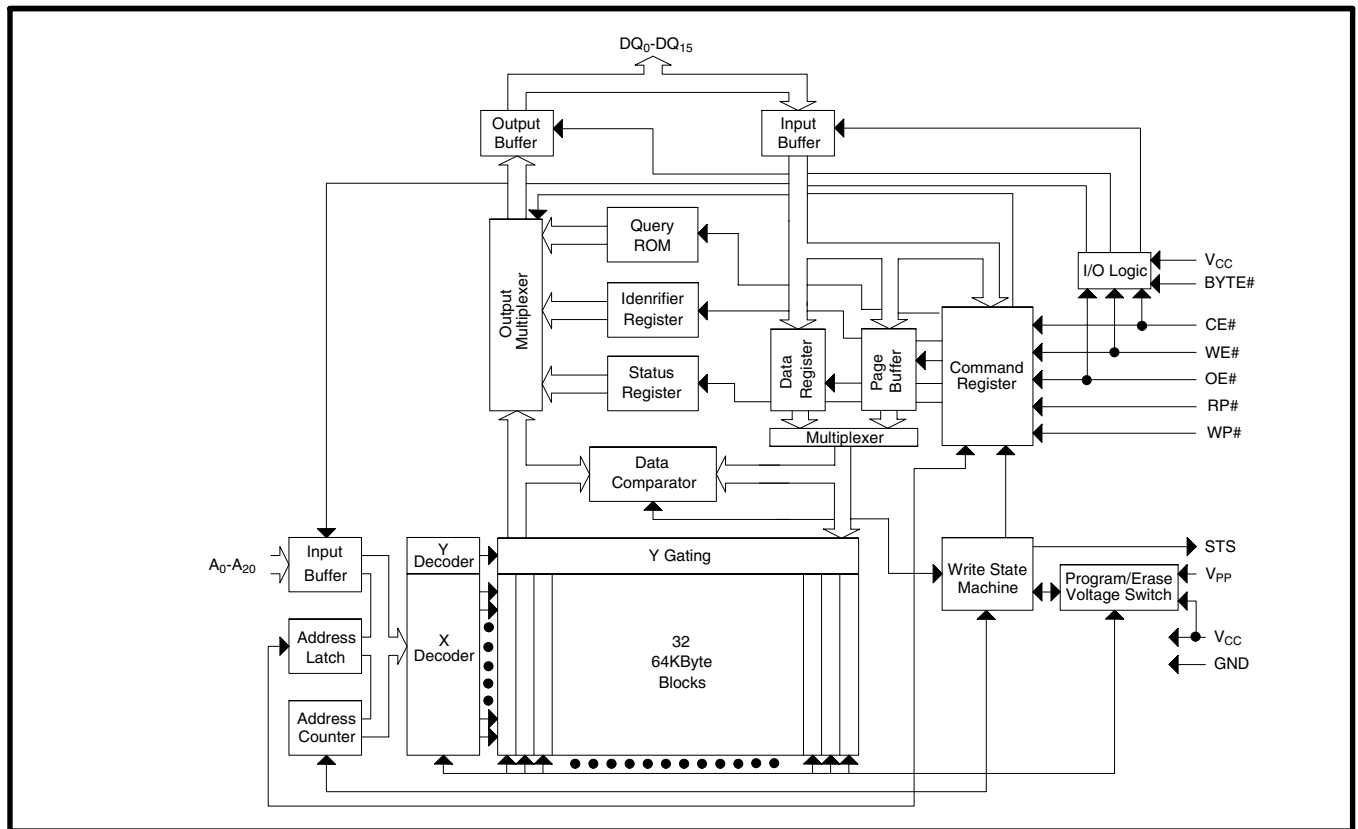 DQ0-DQ15
Output
Buffer
Input
Buffer
Output
Multiplexer
Query
ROM
Idenrifier
Register
Status
Register
Data
Register
Page
Buffer
Multiplexer
Command
Register
I/O Logic
VCC
BYTE#
CE#
WE#
OE#
RP#
WP#
Data
Comparator
A0-A20
Input
Buffer
Address
Latch
Address
Counter
Y
Decoder
X
Decoder
Y Gating
32
64KByte
Blocks
Write State
Machine
Program/Erase
Voltage Switch
STS
VPP
VCC
GND